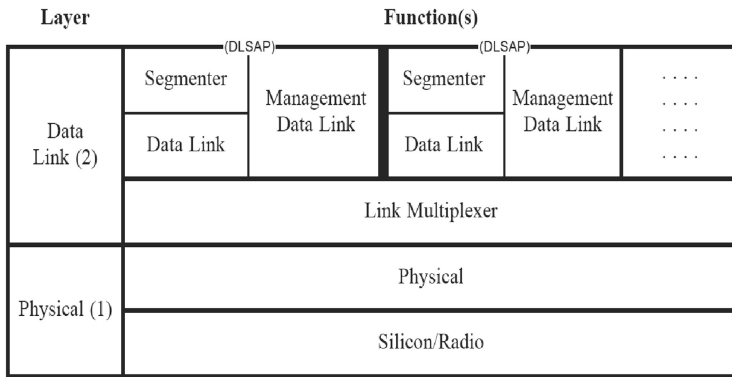 Layer
Function(s)
(DLSAP)
(DLSAP)
Data
Link (2)
Segmenter
Data Link
Management
Data Link
Segmenter
Data Link
Management
Data Link
. . . .
. . . .
. . . .
. . . .
Link Multiplexer
Physical (1)
Physical
Silicon/Radio